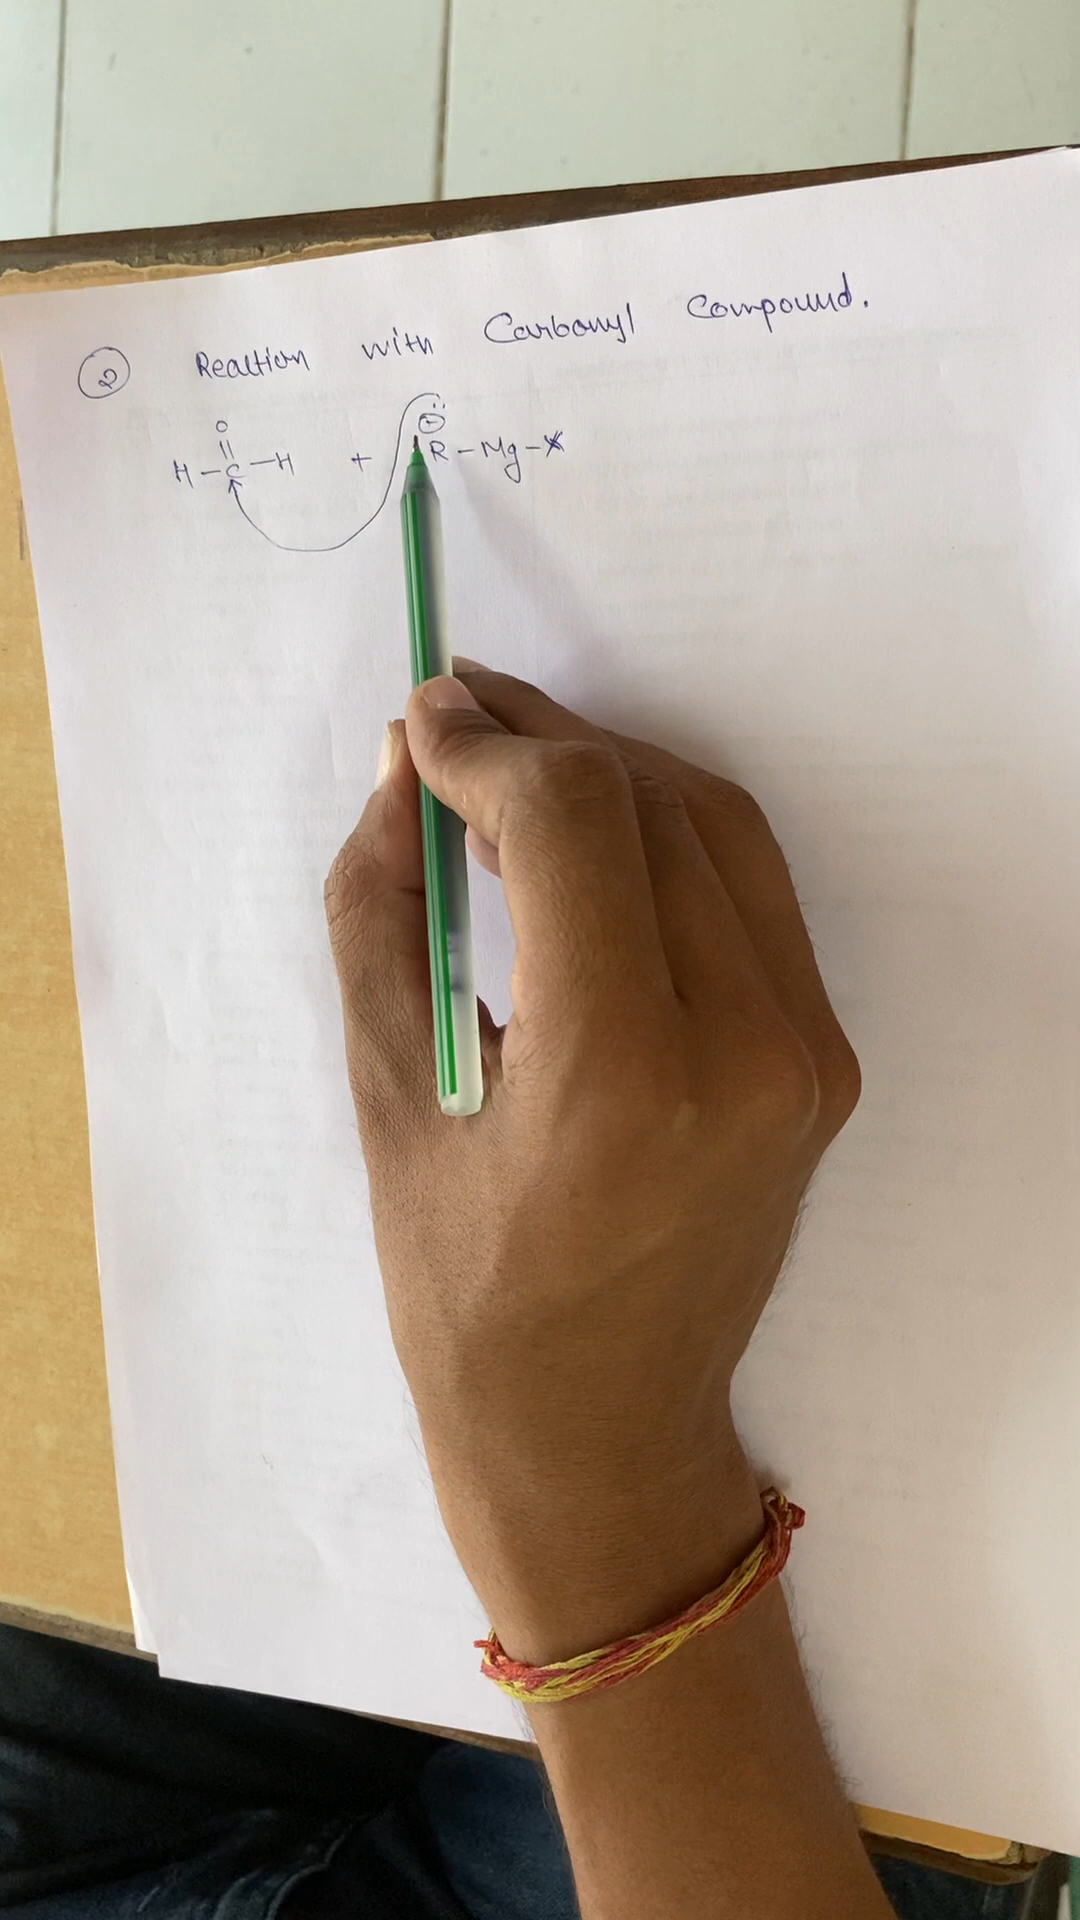 ② Reaction with Carbonyl Compound.
O
||
H-C-H + R-Mg-X